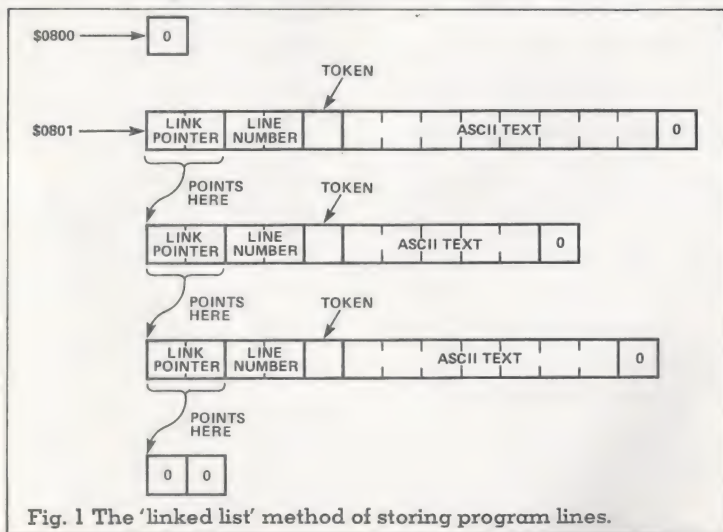 $0800
0
TOKEN
$0801
LINK POINTER
LINE NUMBER
ASCII TEXT
0
POINTS HERE
TOKEN
LINK POINTER
LINE NUMBER
ASCII TEXT
0
POINTS HERE
TOKEN
LINK POINTER
LINE NUMBER
ASCII TEXT
0
POINTS HERE
0 0
Fig. 1 The 'linked list' method of storing program lines.